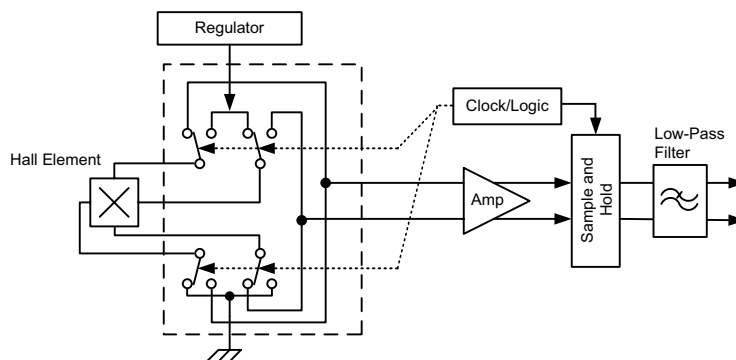 Regulator
Clock/Logic
Low-Pass
Filter
Hall Element
Amp
Sample and
Hold